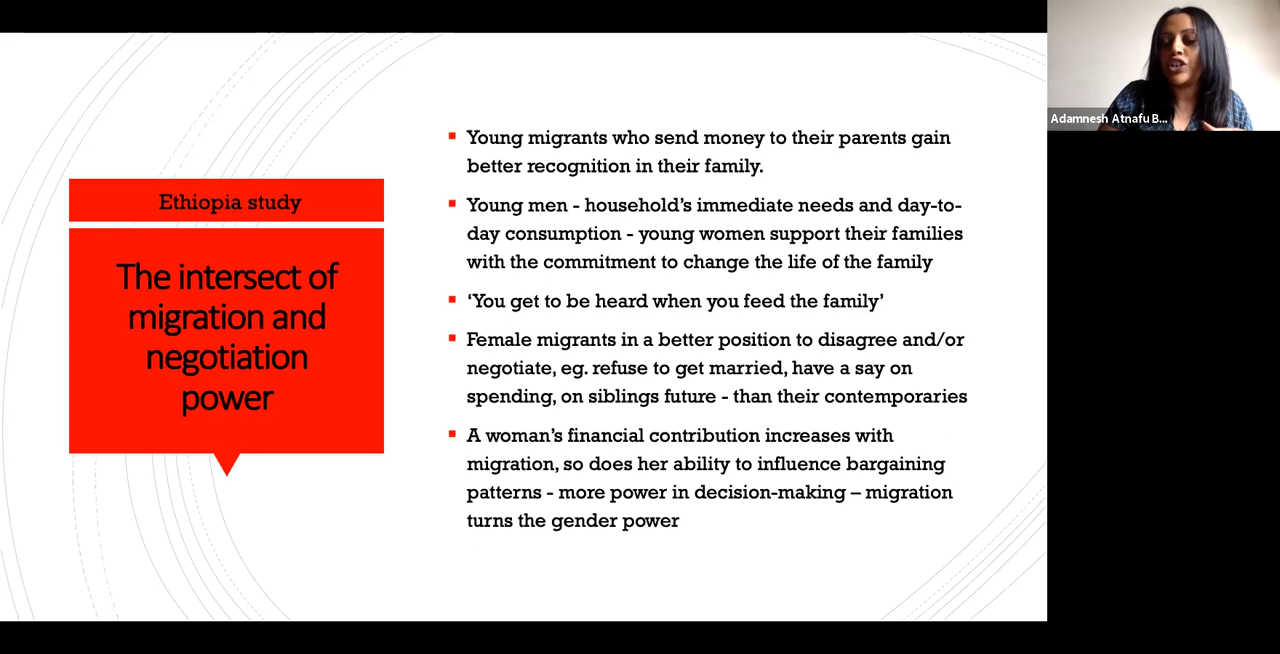 Ethiopia study
The intersect of
migration and
negotiation
power
Young migrants who send money to their parents gain
better recognition in their family.
Young men - household's immediate needs and day-to-
day consumption - young women support their families
with the commitment to change the life of the family
‘You get to be heard when you feed the family’
Female migrants in a better position to disagree and/or
negotiate, eg. refuse to get married, have a say on
spending, on siblings future - than their contemporaries
A woman's financial contribution increases with
migration, so does her ability to influence bargaining
patterns - more power in decision-making – migration
turns the gender power
Adamnesh Atnafu B...